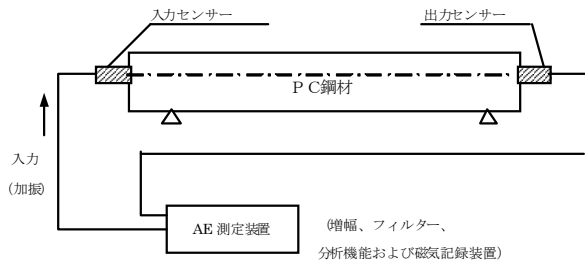 入力センサー
出力センサー
ＰＣ鋼材
入力
(加振)
AE 測定装置
(増幅、フィルター、
分析機能および磁気記録装置)